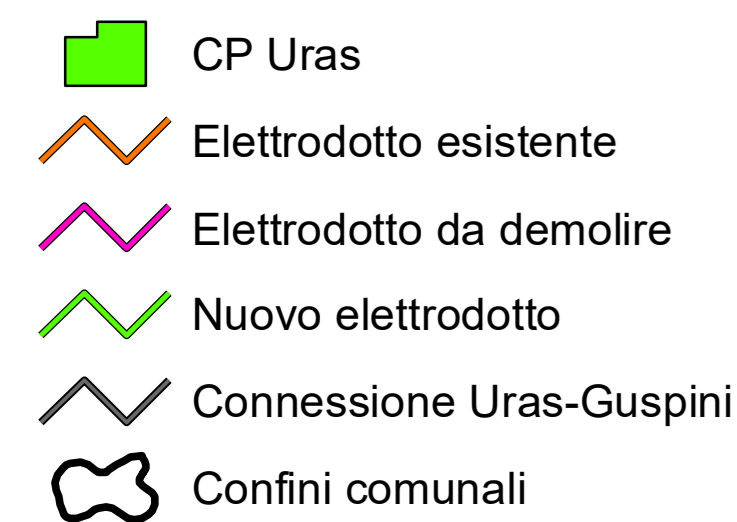 CP Uras
Elettrodotto esistente
Elettrodotto da demolire
Nuovo elettrodotto
Connessione Uras-Guspini
Confini comunali